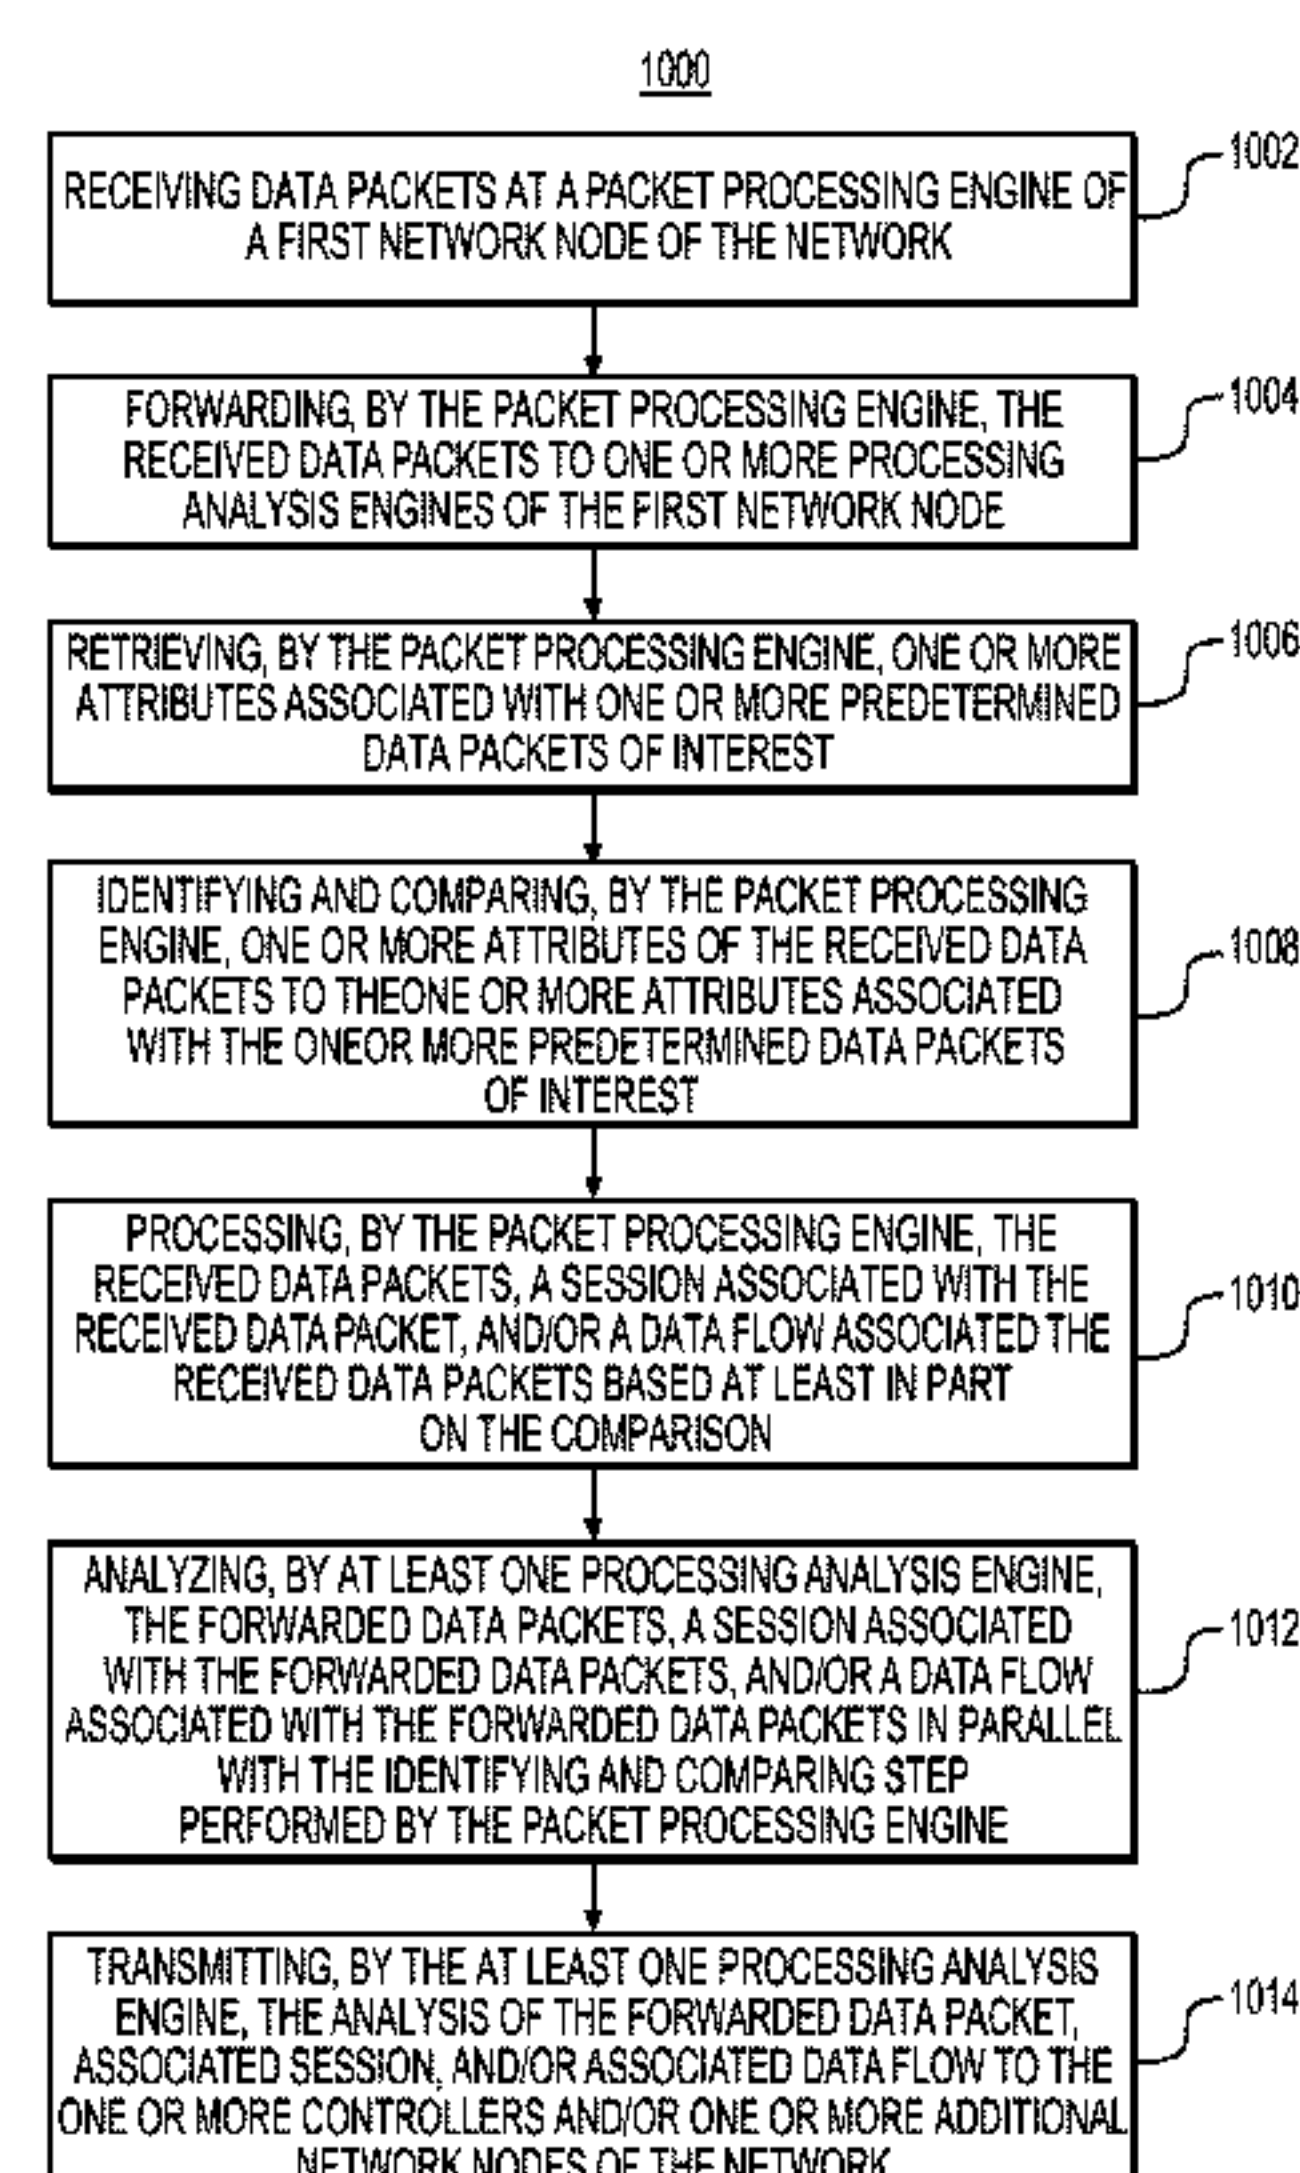 1000
RECEIVING DATA PACKETS AT A PACKET PROCESSING ENGINE OF
A FIRST NETWORK NODE OF THE NETWORK
1002
FORWARDING, BY THE PACKET PROCESSING ENGINE, THE
RECEIVED DATA PACKETS TO ONE OR MORE PROCESSING
ANALYSIS ENGINES OF THE FIRST NETWORK NODE
1004
RETRIEVING, BY THE PACKET PROCESSING ENGINE, ONE OR MORE
ATTRIBUTES ASSOCIATED WITH ONE OR MORE PREDETERMINED
DATA PACKETS OF INTEREST
1006
IDENTIFYING AND COMPARING, BY THE PACKET PROCESSING
ENGINE, ONE OR MORE ATTRIBUTES OF THE RECEIVED DATA
PACKETS TO THEONE OR MORE ATTRIBUTES ASSOCIATED
WITH THE ONEOR MORE PREDETERMINED DATA PACKETS
OF INTEREST
1008
PROCESSING, BY THE PACKET PROCESSING ENGINE, THE
RECEIVED DATA PACKETS, A SESSION ASSOCIATED WITH THE
RECEIVED DATA PACKET, AND/OR A DATA FLOW ASSOCIATED THE
RECEIVED DATA PACKETS BASED AT LEAST IN PART
ON THE COMPARISON
1010
ANALYZING, BY AT LEAST ONE PROCESSING ANALYSIS ENGINE,
THE FORWARDED DATA PACKETS, A SESSION ASSOCIATED
WITH THE FORWARDED DATA PACKETS, AND/OR A DATA FLOW
ASSOCIATED WITH THE FORWARDED DATA PACKETS IN PARALLEL
WITH THE IDENTIFYING AND COMPARING STEP
PERFORMED BY THE PACKET PROCESSING ENGINE
1012
TRANSMITTING, BY THE AT LEAST ONE PROCESSING ANALYSIS
ENGINE, THE ANALYSIS OF THE FORWARDED DATA PACKET,
ASSOCIATED SESSION, AND/OR ASSOCIATED DATA FLOW TO THE
ONE OR MORE CONTROLLERS AND/OR ONE OR MORE ADDITIONAL
NETWORK NODES OF THE NETWORK
1014